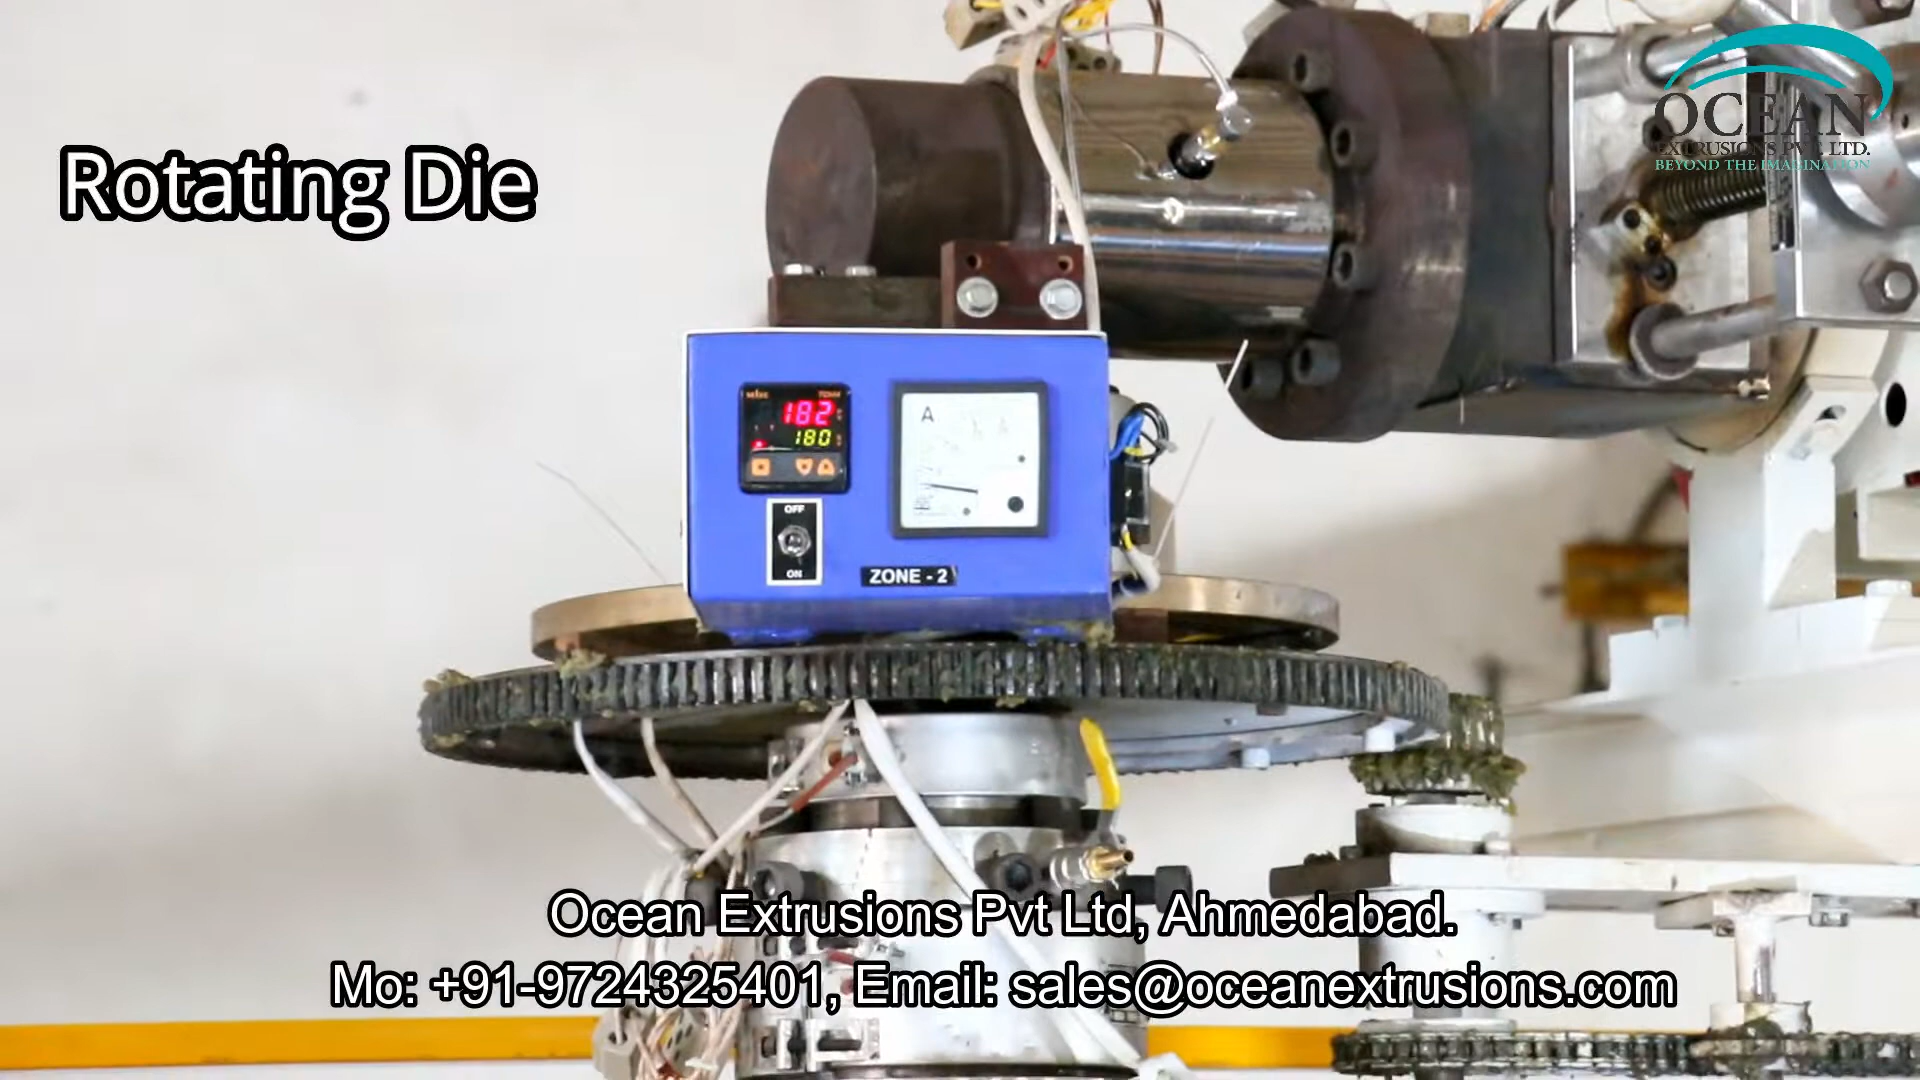 Rotating Die
OCEAN
EXTRUSIONS PVT. LTD.
BEYOND THE IMAGINATION
selec
182
180
A
OFF
ON
ZONE - 2
Ocean Extrusions Pvt Ltd, Ahmedabad.
Mo: +91-9724325401, Email: sales@oceanextrusions.com